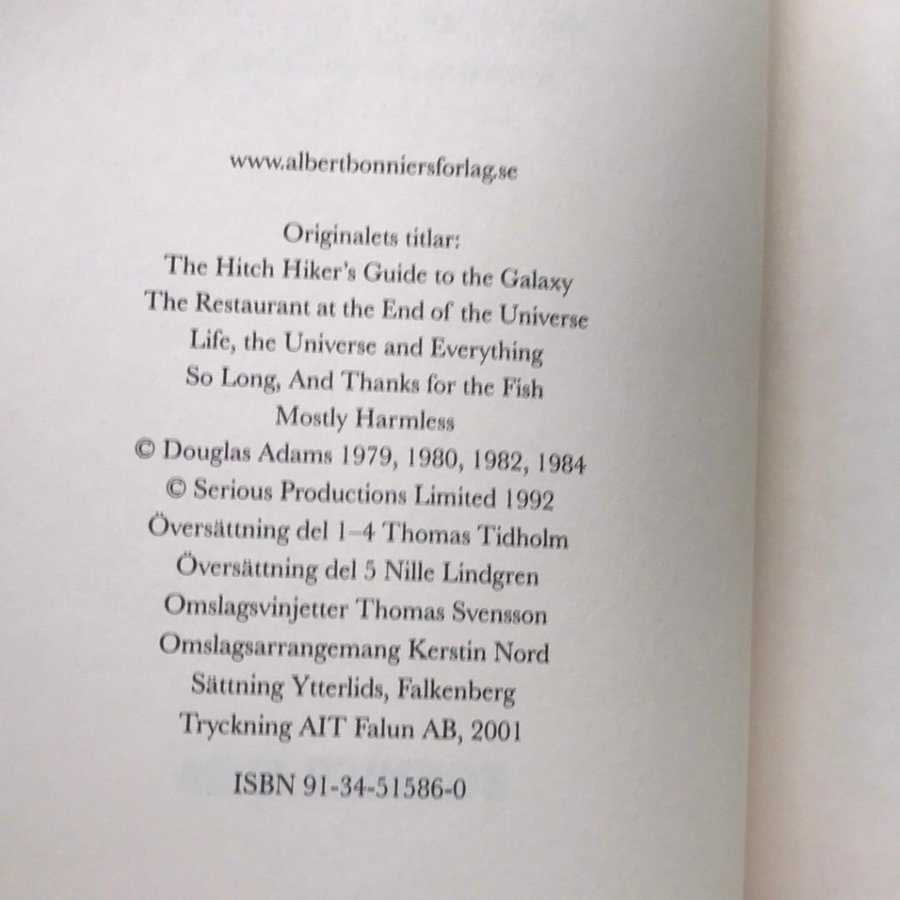 www.albertbonniersforlag.se
Originalets titlar:
The Hitch Hiker's Guide to the Galaxy
The Restaurant at the End of the Universe
Life, the Universe and Everything
So Long, And Thanks for the Fish
Mostly Harmless
© Douglas Adams 1979, 1980, 1982, 1984
© Serious Productions Limited 1992
Översättning del 1–4 Thomas Tidholm
Översättning del 5 Nille Lindgren
Omslagsvinjetter Thomas Svensson
Omslagsarrangemang Kerstin Nord
Sättning Ytterlids, Falkenberg
Tryckning AIT Falun AB, 2001
ISBN 91-34-51586-0